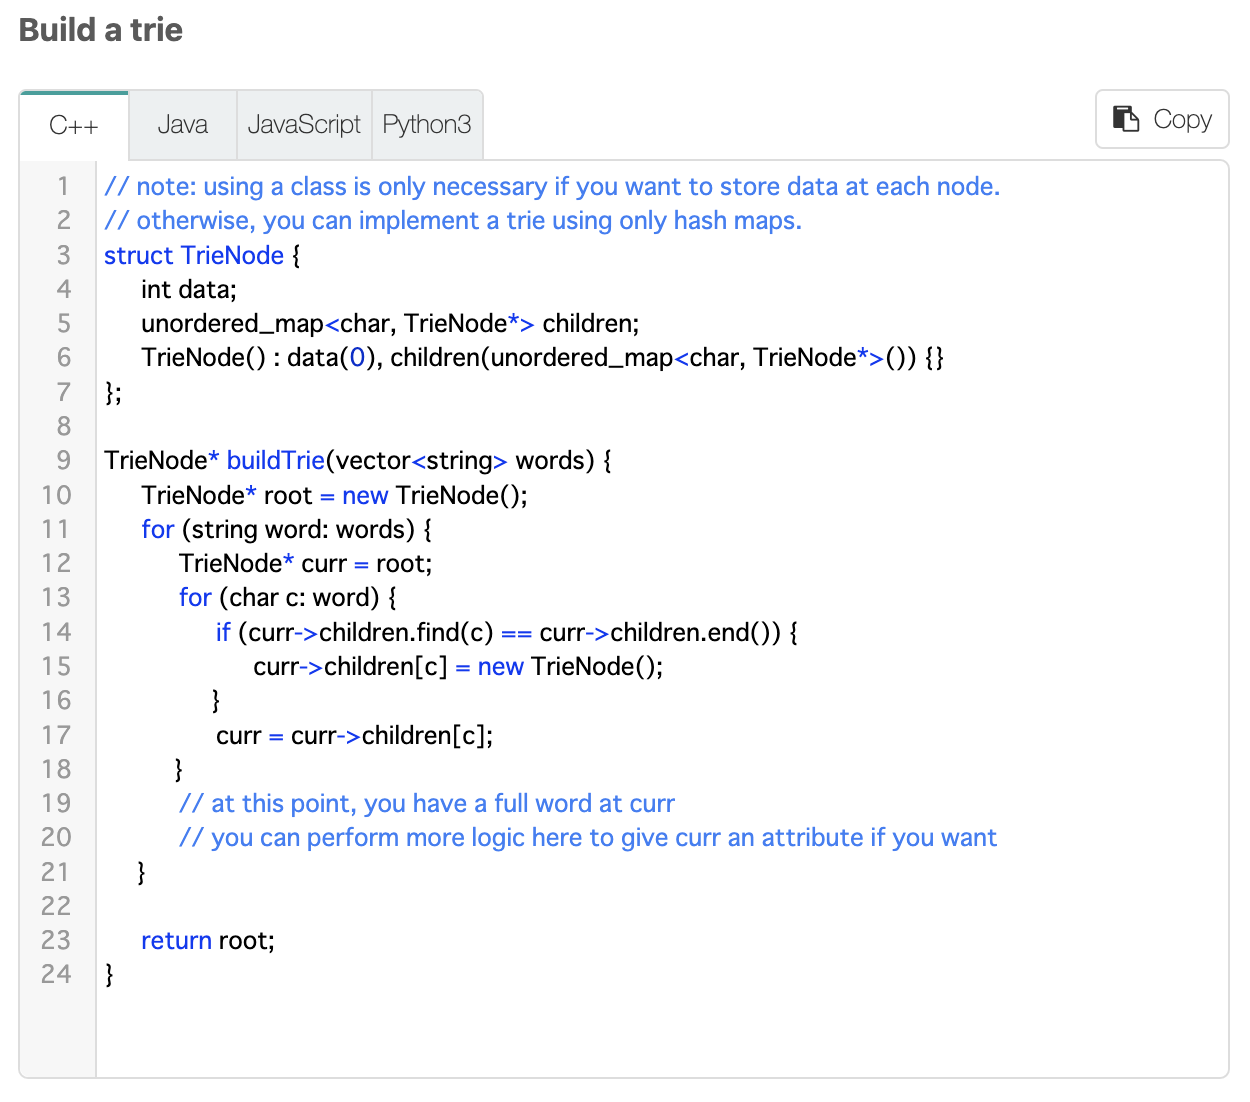 Build a trie
C++ Java JavaScript Python3 Copy
1 // note: using a class is only necessary if you want to store data at each node.
2 // otherwise, you can implement a trie using only hash maps.
3 struct TrieNode {
4     int data;
5     unordered_map<char, TrieNode*> children;
6     TrieNode() : data(0), children(unordered_map<char, TrieNode*>()) {}
7 };
8
9 TrieNode* buildTrie(vector<string> words) {
10     TrieNode* root = new TrieNode();
11     for (string word: words) {
12         TrieNode* curr = root;
13         for (char c: word) {
14             if (curr->children.find(c) == curr->children.end()) {
15                 curr->children[c] = new TrieNode();
16             }
17             curr = curr->children[c];
18         }
19         // at this point, you have a full word at curr
20         // you can perform more logic here to give curr an attribute if you want
21     }
22
23     return root;
24 }